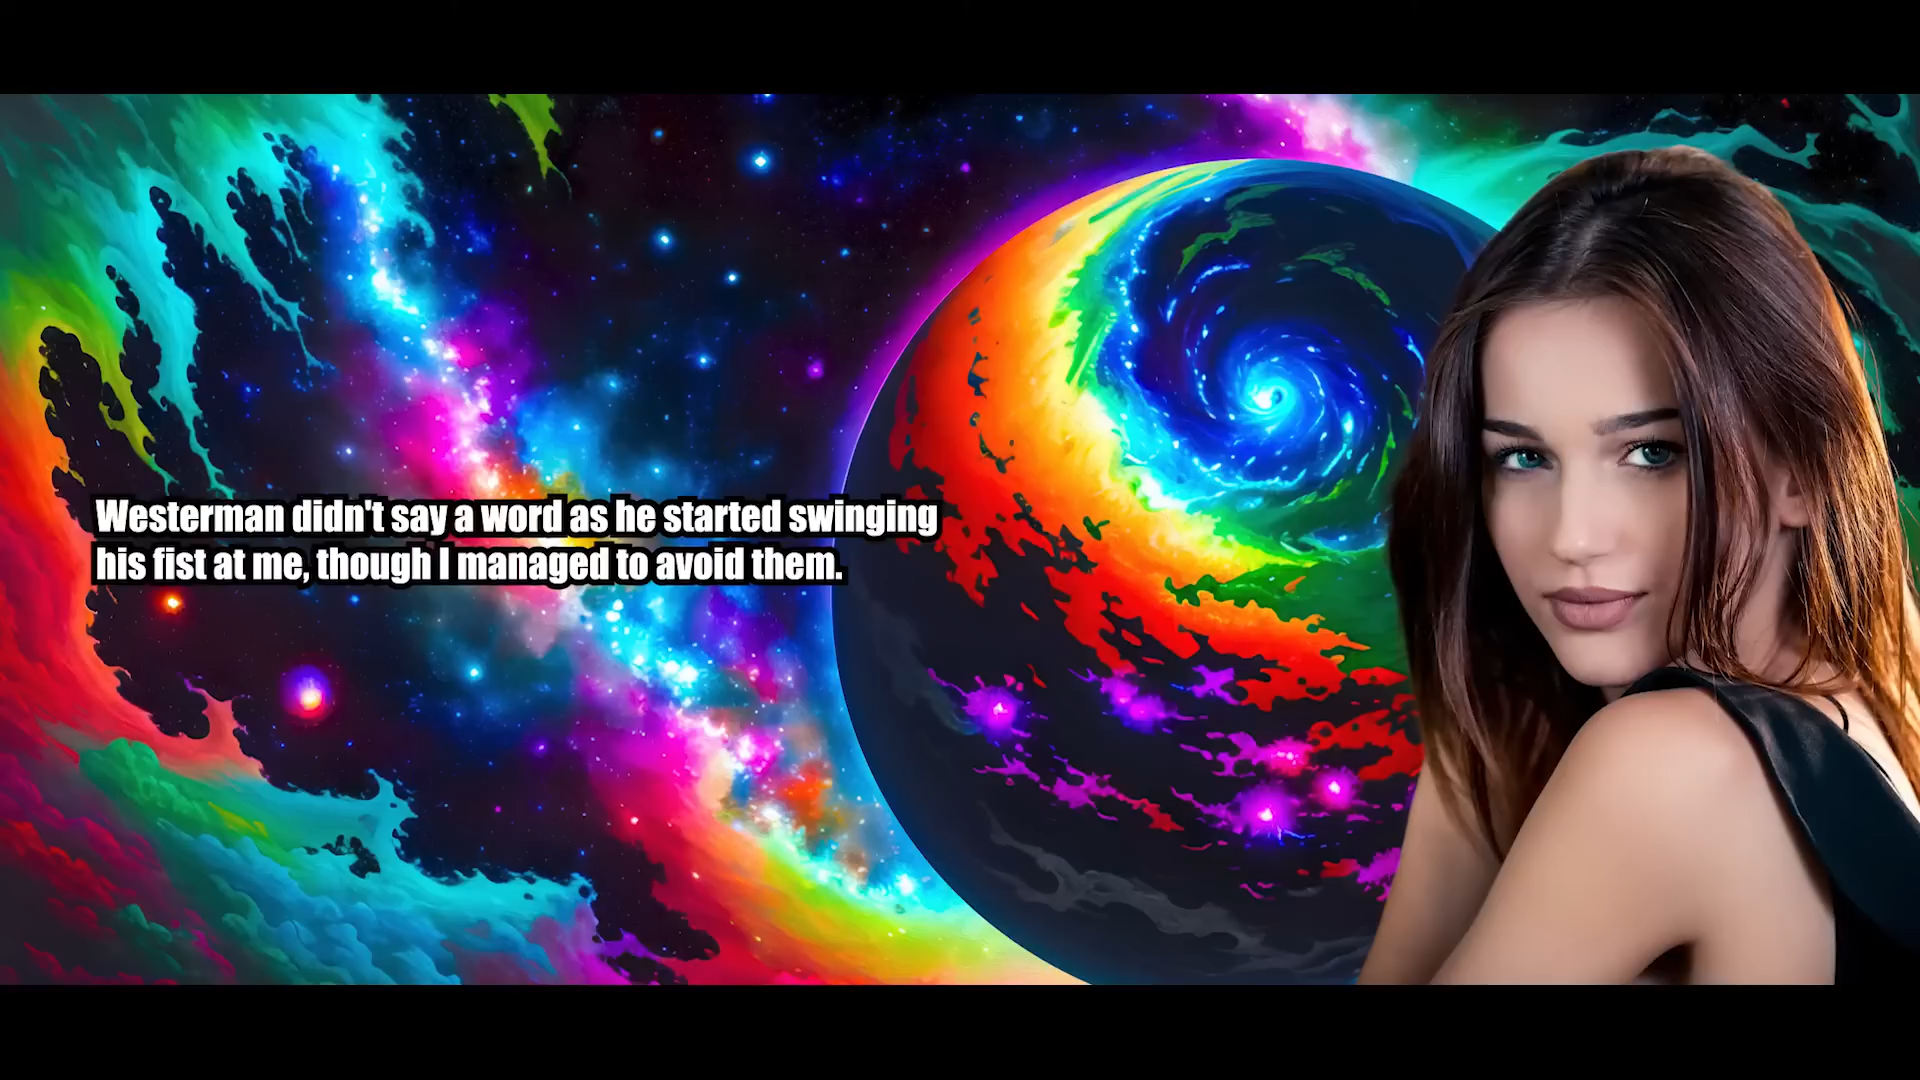 Westerman didn't say a word as he started swinging
his fist at me, though I managed to avoid them.